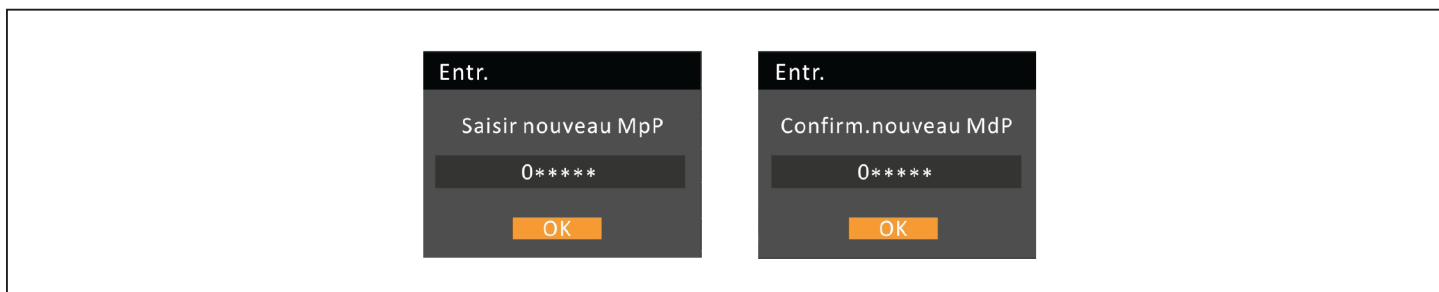 Entr.
Saisir nouveau MpP
0*****
OK
Entr.
Confirm.nouveau MdP
0*****
OK